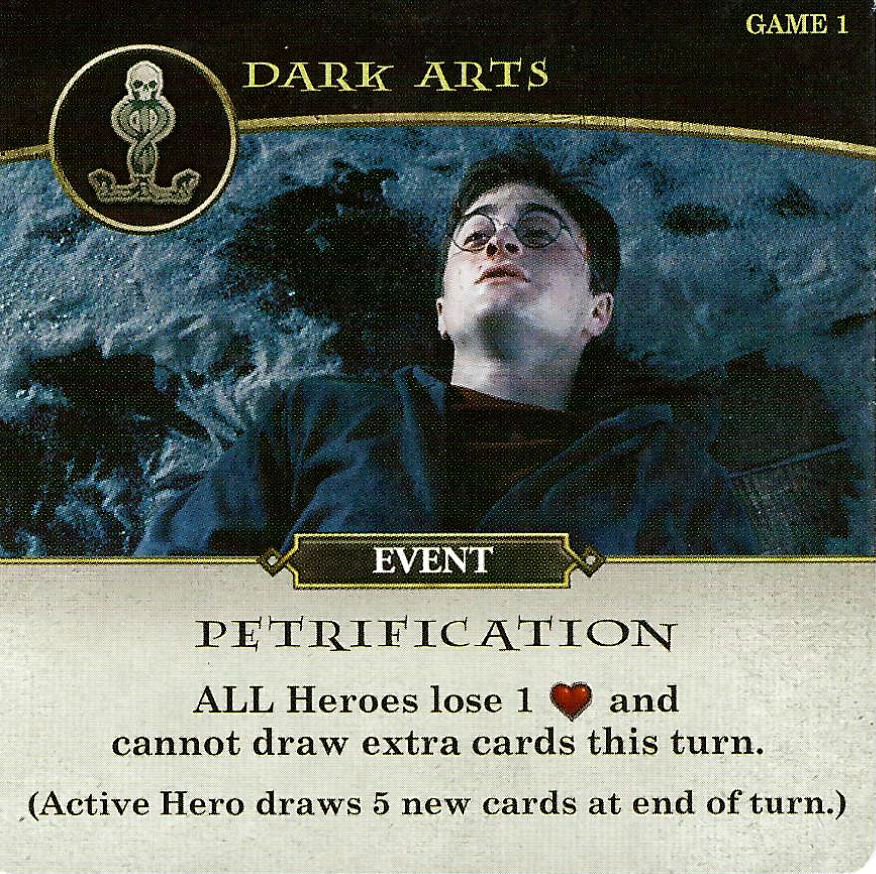 GAME 1
DARK ARTS
EVENT
PETRIFICATION
ALL Heroes lose 1 and
cannot draw extra cards this turn.
(Active Hero draws 5 new cards at end of turn.)